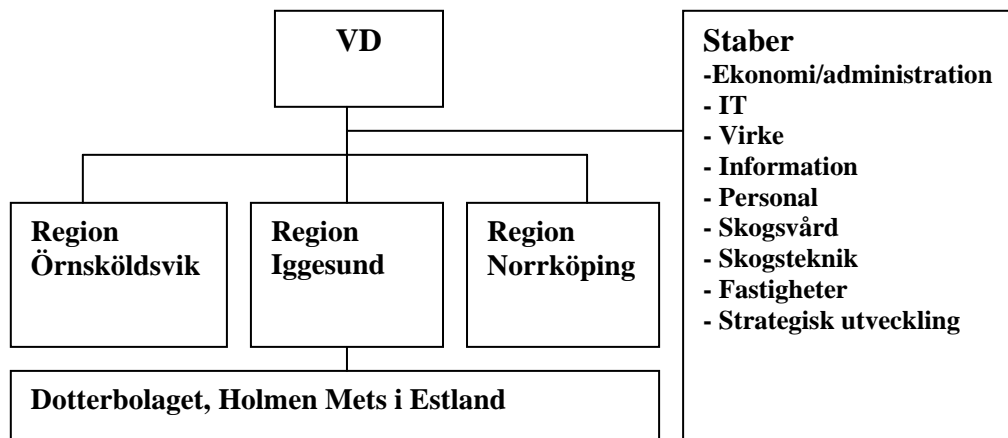 VD
Staber
-Ekonomi/administration
- IT
- Virke
- Information
- Personal
- Skogsvård
- Skogsteknik
- Fastigheter
- Strategisk utveckling
Region
Örnsköldsvik
Region
Iggesund
Region
Norrköping
Dotterbolaget, Holmen Mets i Estland